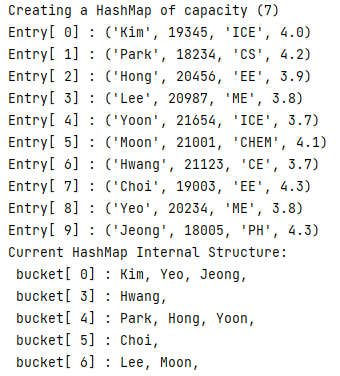 Creating a HashMap of capacity (7)
Entry[ 0] : ('Kim', 19345, 'ICE', 4.0)
Entry[ 1] : ('Park', 18234, 'CS', 4.2)
Entry[ 2] : ('Hong', 20456, 'EE', 3.9)
Entry[ 3] : ('Lee', 20987, 'ME', 3.8)
Entry[ 4] : ('Yoon', 21654, 'ICE', 3.7)
Entry[ 5] : ('Moon', 21001, 'CHEM', 4.1)
Entry[ 6] : ('Hwang', 21123, 'CE', 3.7)
Entry[ 7] : ('Choi', 19003, 'EE', 4.3)
Entry[ 8] : ('Yeo', 20234, 'ME', 3.8)
Entry[ 9] : ('Jeong', 18005, 'PH', 4.3)
Current HashMap Internal Structure:
 bucket[ 0] : Kim, Yeo, Jeong,
 bucket[ 3] : Hwang,
 bucket[ 4] : Park, Hong, Yoon,
 bucket[ 5] : Choi,
 bucket[ 6] : Lee, Moon,